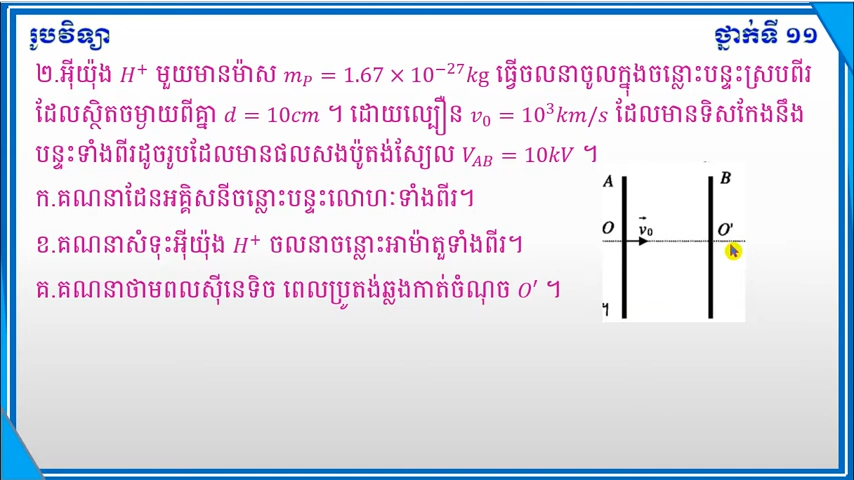 រូបវិទ្យា
ថ្នាក់ទី ១១
២.អ៊ីយ៉ុង H⁺ មួយមានម៉ាស m_P = 1.67 × 10⁻²⁷kg ធ្វើចលនាចូលក្នុងចន្លោះបន្ទះស្របពីរ
ដែលស្ថិតចម្ងាយពីគ្នា d = 10cm ។ ដោយល្បឿន v₀ = 10³km/s ដែលមានទិសកែងនឹង
បន្ទះទាំងពីរដូចរូបដែលមានផលសងប៉ូតង់ស្យែល V_AB = 10kV ។
ក.គណនាដែនអគ្គិសនីចន្លោះបន្ទះលោហៈទាំងពីរ។
ខ.គណនាសំទុះអ៊ីយ៉ុង H⁺ ចលនាចន្លោះអាម៉ាតួទាំងពីរ។
គ.គណនាថាមពលស៊ីនេទិច ពេលប្រូតង់ឆ្លងកាត់ចំណុច O′ ។
A B
O v₀ O'